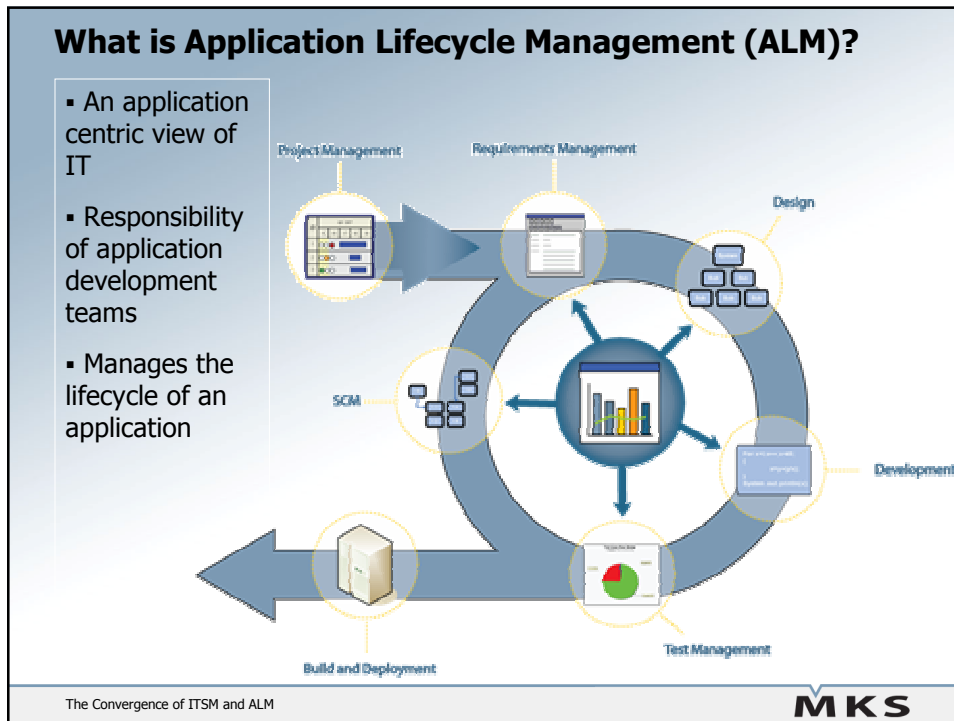 What is Application Lifecycle Management (ALM)?
▪ An application
centric view of
IT
▪ Responsibility
of application
development
teams
▪ Manages the
lifecycle of an
application
Project Management
Requirements Management
Design
System
SCM
Development
Test Management
Build and Deployment
The Convergence of ITSM and ALM
MKS